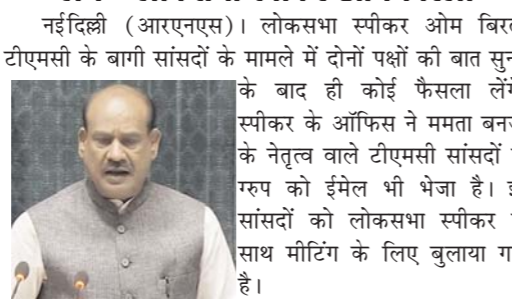 नईदिल्ली (आरएनएस)। लोकसभा स्पीकर ओम
टीएमसी के बागी सांसदों के मामले में दोनों पक्षों की बात
के बाद ही कोई फैसला
स्पीकर के ऑफिस ने ममता
के नेतृत्व वाले टीएमसी सांसदों
ग्रुप को ईमेल भी भेजा है।
सांसदों को लोकसभा स्पीकर
साथ मीटिंग के लिए बुलाया
है।